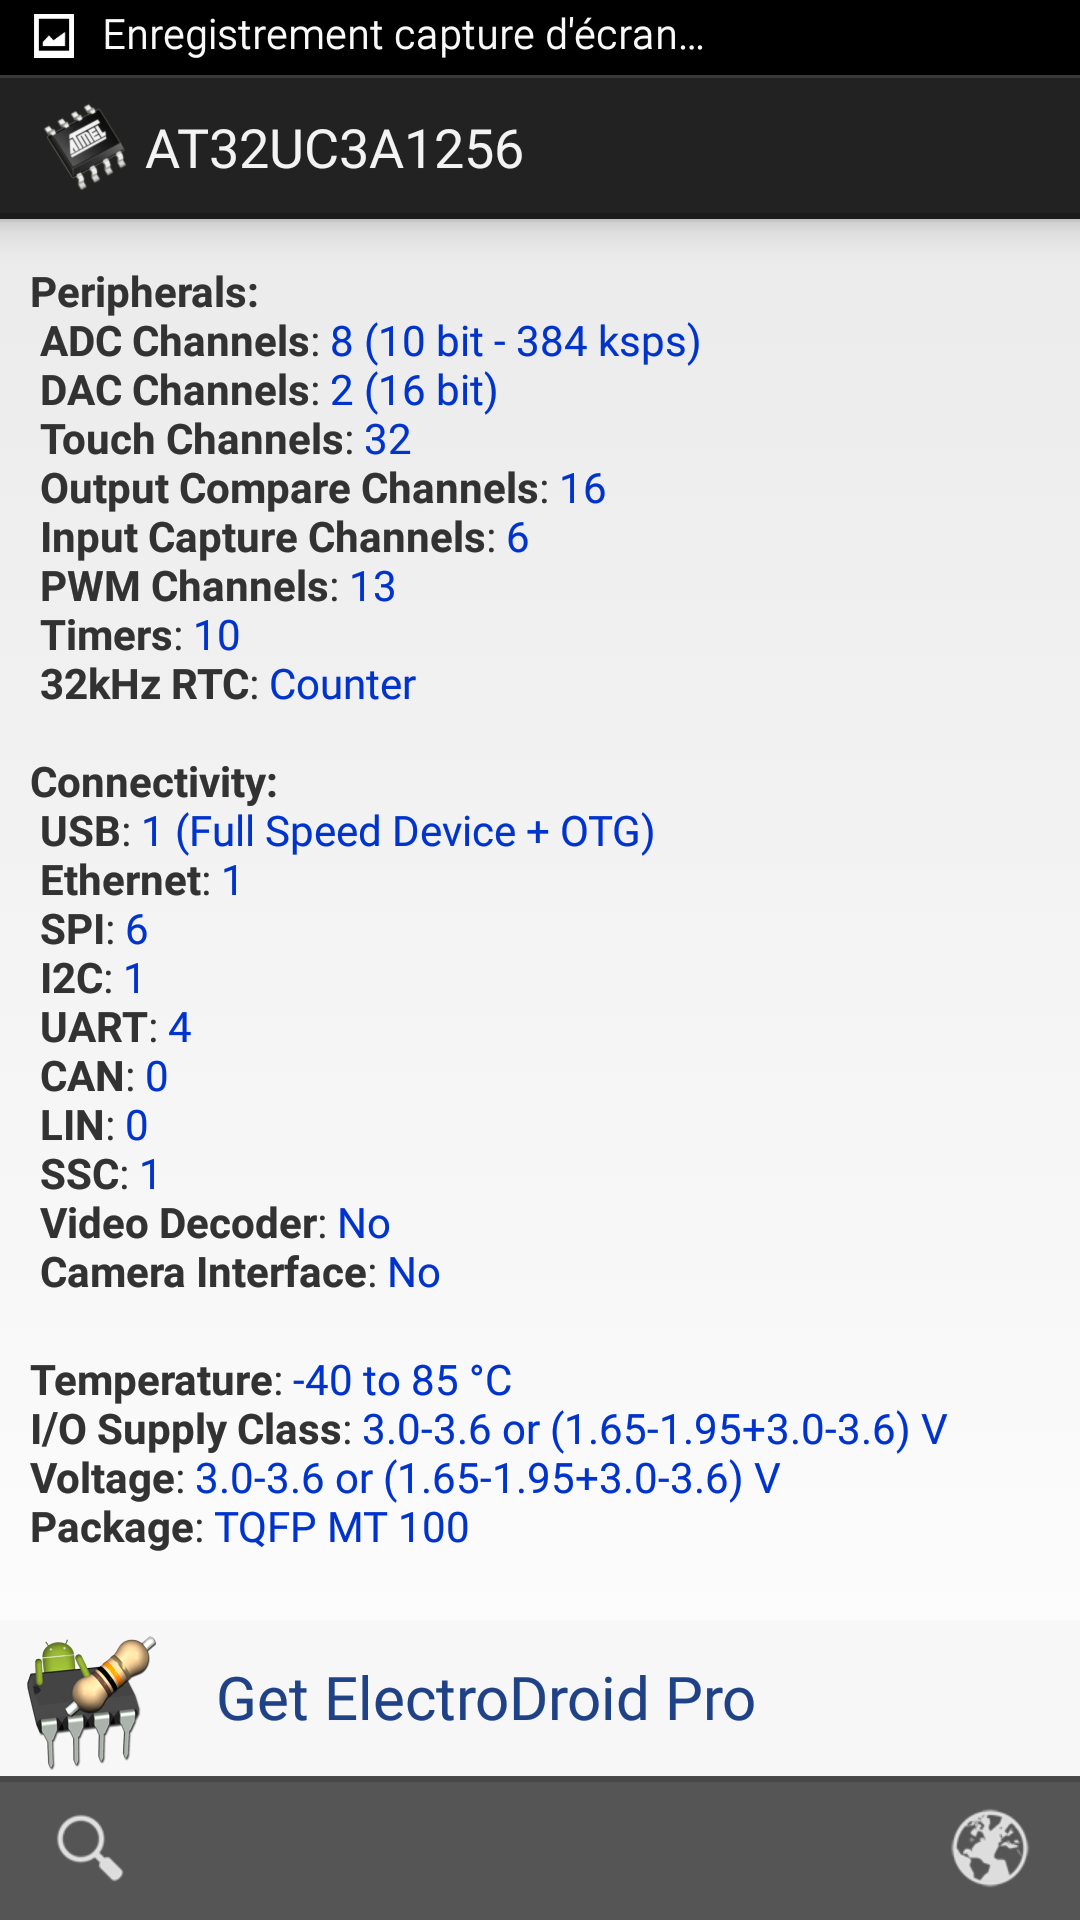 Enregistrement capture d'écran...
ATMEL
AT32UC3A1256
Peripherals:
ADC Channels: 8 (10 bit - 384 ksps)
DAC Channels: 2 (16 bit)
Touch Channels: 32
Output Compare Channels: 16
Input Capture Channels: 6
PWM Channels: 13
Timers: 10
32kHz RTC: Counter
Connectivity:
USB: 1 (Full Speed Device + OTG)
Ethernet: 1
SPI: 6
I2C: 1
UART: 4
CAN: 0
LIN: 0
SSC: 1
Video Decoder: No
Camera Interface: No
Temperature: -40 to 85 °C
I/O Supply Class: 3.0-3.6 or (1.65-1.95+3.0-3.6) V
Voltage: 3.0-3.6 or (1.65-1.95+3.0-3.6) V
Package: TQFP MT 100
Get ElectroDroid Pro